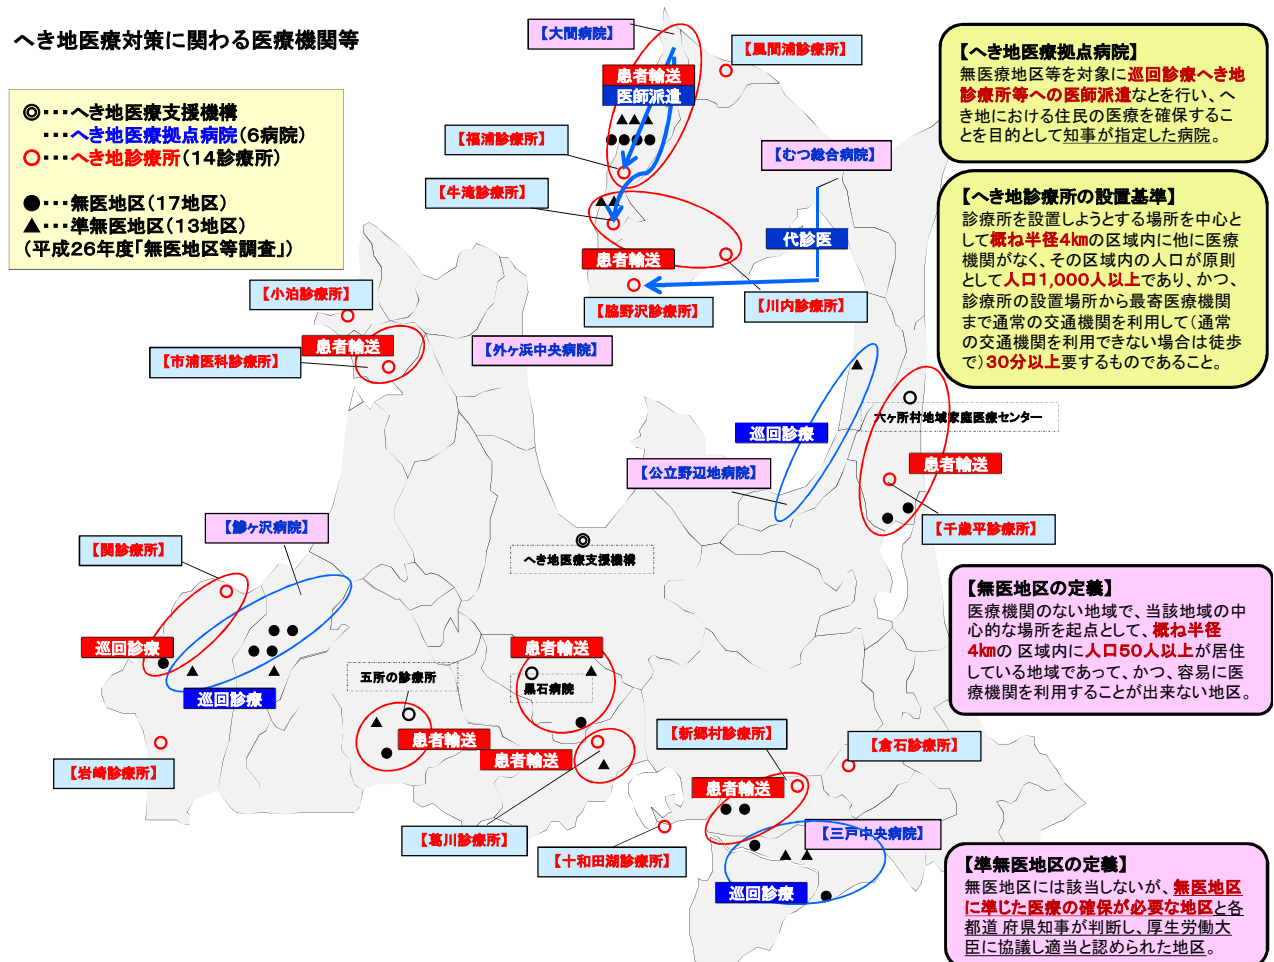 へき地医療対策に関わる医療機関等
◎・・・へき地医療支援機構
・・・へき地医療拠点病院(6病院)
○・・・へき地診療所(14診療所)
●・・・無医地区(17地区)
▲・・・準無医地区(13地区)
(平成26年度「無医地区等調査」)
【大間病院】
【風間浦診療所】
患者輸送
医師派遣
【福浦診療所】
【むつ総合病院】
【牛滝診療所】
代診医
患者輸送
【脇野沢診療所】
【川内診療所】
【小泊診療所】
患者輸送
【市浦医科診療所】
【外ヶ浜中央病院】
六ヶ所村地域家庭医療センター
巡回診療
患者輸送
【公立野辺地病院】
【千歳平診療所】
【鰺ヶ沢病院】
【関診療所】
へき地医療支援機構
巡回診療
巡回診療
五所の診療所
患者輸送
黒石病院
患者輸送
患者輸送
【岩崎診療所】
【新郷村診療所】
【倉石診療所】
患者輸送
【葛川診療所】
【十和田湖診療所】
【三戸中央病院】
巡回診療
【へき地医療拠点病院】
無医療地区等を対象に巡回診療へき地
診療所等への医師派遣などを行い、へ
き地における住民の医療を確保するこ
とを目的として知事が指定した病院。
【へき地診療所の設置基準】
診療所を設置しようとする場所を中心と
して概ね半径4kmの区域内に他に医療
機関がなく、その区域内の人口が原則
として人口1,000人以上であり、かつ、
診療所の設置場所から最寄医療機関
まで通常の交通機関を利用して(通常
の交通機関を利用できない場合は徒歩
で)30分以上要するものであること。
【無医地区の定義】
医療機関のない地域で、当該地域の中
心的な場所を起点として、概ね半径
4kmの 区域内に人口50人以上が居住
している地域であって、かつ、容易に医
療機関を利用することが出来ない地区。
【準無医地区の定義】
無医地区には該当しないが、無医地区
に準じた医療の確保が必要な地区と各
都道 府県知事が判断し、厚生労働大
臣に協議し適当と認められた地区。